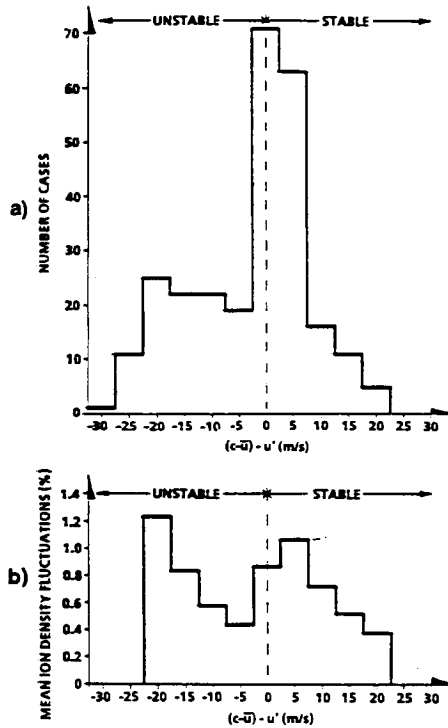 UNSTABLE STABLE
70
60
50
40
30
20
10
0
NUMBER OF CASES
a)
-30 -25 -20 -15 -10 -5 0 5 10 15 20 25 30
(c-ū) - u' (m/s)
UNSTABLE STABLE
1.4
1.2
1.0
0.8
0.6
0.4
0.2
0
MEAN ION DENSITY FLUCTUATIONS (%)
b)
-30 -25 -20 -15 -10 -5 0 5 10 15 20 25 30
(c-ū) - u' (m/s)